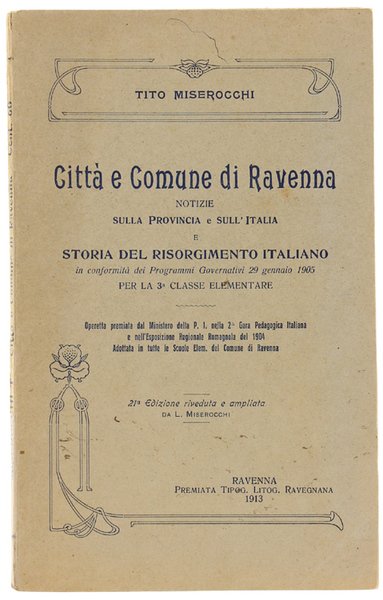 TITO MISEROCCHI
Città e Comune di Ravenna
NOTIZIE
SULLA PROVINCIA e SULL'ITALIA
E
STORIA DEL RISORGIMENTO ITALIANO
in conformità dei Programmi Governativi 29 gennaio 1905
PER LA 3ª CLASSE ELEMENTARE
Operetta premiata dal Ministero della P. I. nella 2ª Gara Pedagogica Italiana
e nell'Esposizione Regionale Romagnola del 1904
Adottata in tutte le Scuole Elem. del Comune di Ravenna
21ª Edizione riveduta e ampliata
DA L. MISEROCCHI
RAVENNA
PREMIATA TIPOG. LITOG. RAVEGNANA
1913